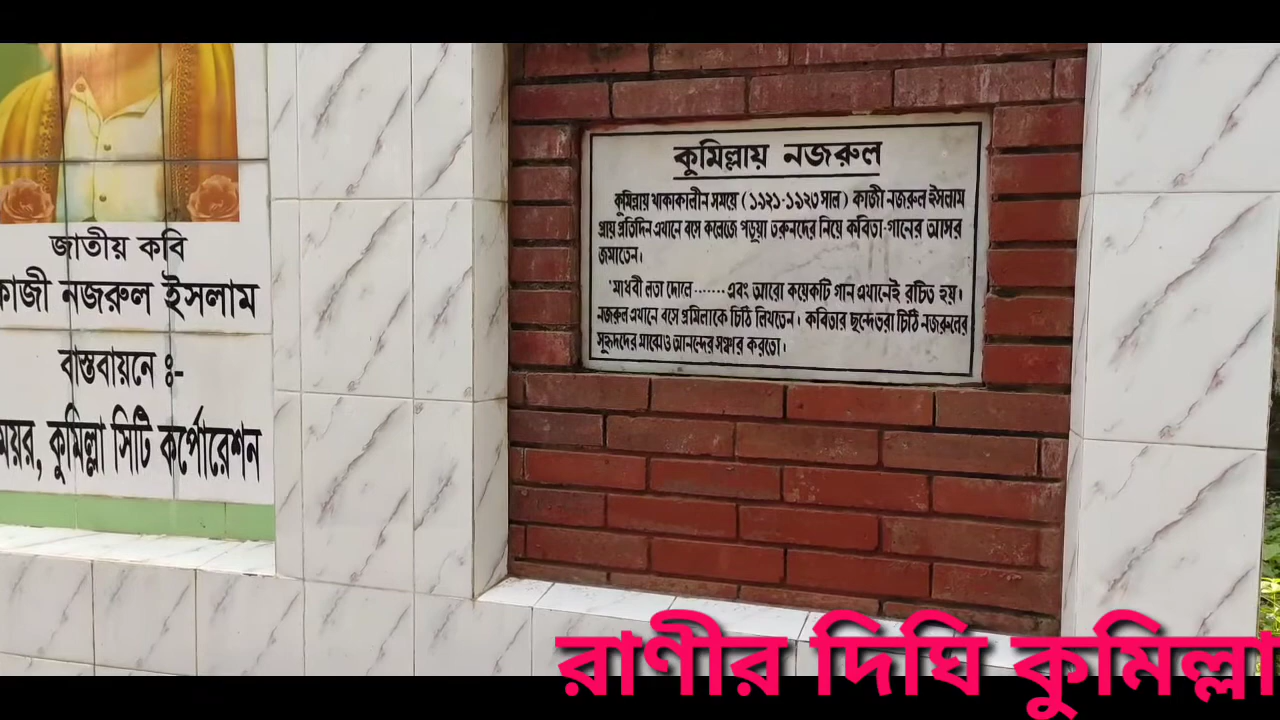 জাতীয় কবি
কাজী নজরুল ইসলাম
বাস্তবায়নে ঃ-
ময়র, কুমিল্লা সিটি কর্পোরেশন
কুমিল্লায় নজরুল
কুমিল্লায় থাকাকালীন সময়ে (১৯২১-১৯২৩ সাল) কাজী নজরুল ইসলাম
প্রায় প্রতিদিন এখানে বসে কলেজে পড়ুয়া তরুনদের নিয়ে কবিতা-গানের আসর
জমাতেন।
'মাধবী লতা দোলে ....... এবং আরো কয়েকটি গান এখানেই রচিত হয়।
নজরুল এখানে বসে প্রমিলাকে চিঠি লিখতেন। কবিতার ছন্দেভরা চিঠি নজরুলের
সুহৃদদের মাঝেও আনন্দের সঞ্চার করতো।
রাণীর দিঘি কুমিল্লা